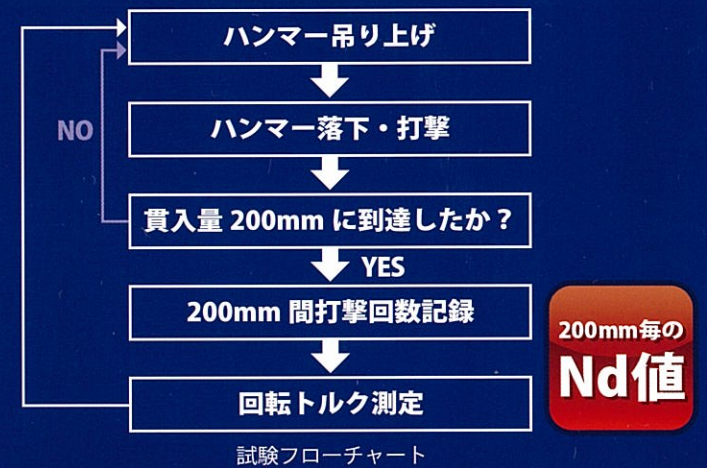 ハンマー吊り上げ
NO
ハンマー落下・打撃
貫入量 200mm に到達したか？
YES
200mm 間打撃回数記録
200mm毎の
Nd値
回転トルク測定
試験フローチャート